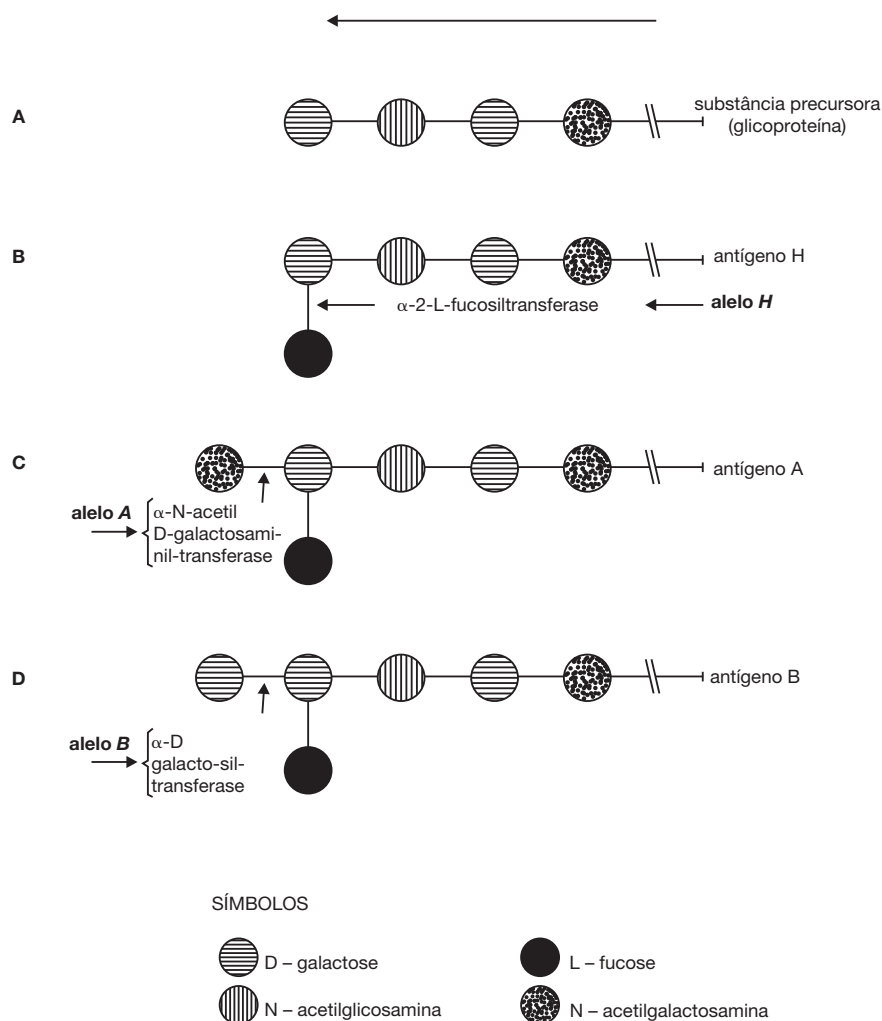 A
substância precursora
(glicoproteína)
B
antígeno H
α-2-L-fucosiltransferase
alelo H
C
antígeno A
alelo A
α-N-acetil
D-galactosami-
nil-transferase
D
antígeno B
alelo B
α-D
galacto-sil-
transferase
SÍMBOLOS
D – galactose
L – fucose
N – acetilglicosamina
N – acetilgalactosamina